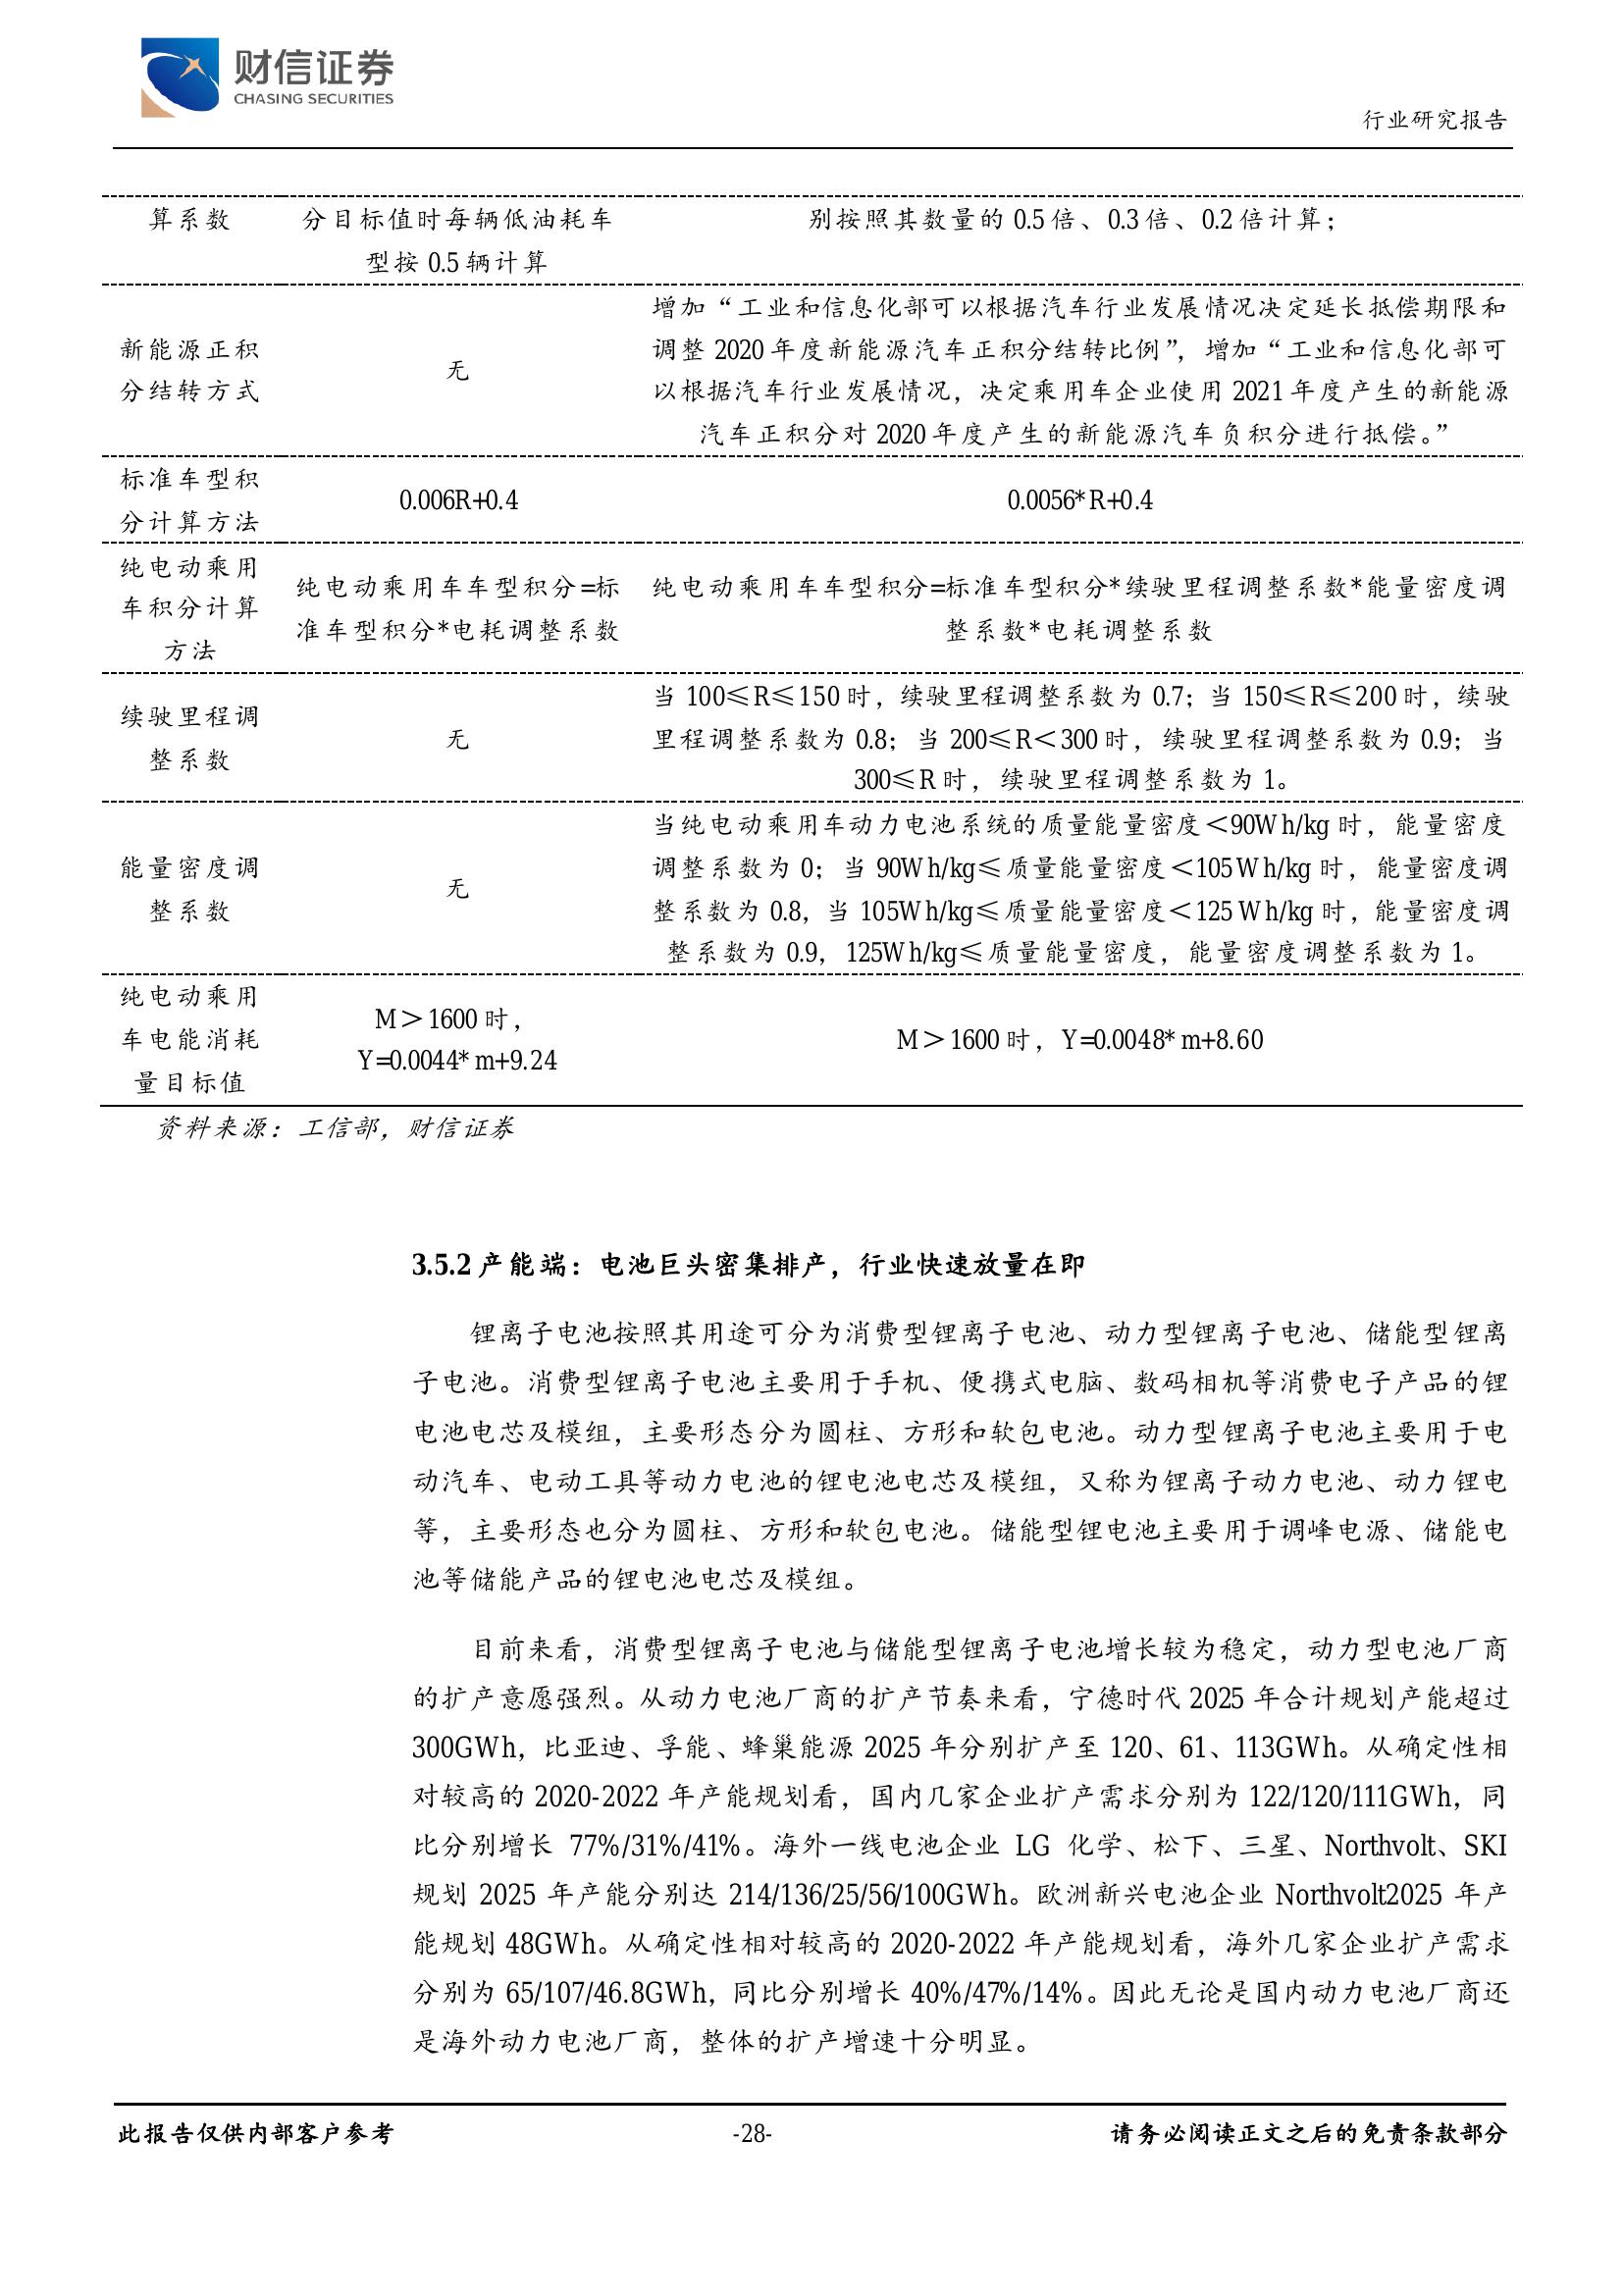 财信证券
CHASING SECURITIES
行业研究报告
算系数
分目标值时每辆低油耗车
型按 0.5 辆计算
别按照其数量的 0.5 倍、0.3 倍、0.2 倍计算；
新能源正积
分结转方式
无
增加“工业和信息化部可以根据汽车行业发展情况决定延长抵偿期限和
调整 2020 年度新能源汽车正积分结转比例”，增加“工业和信息化部可
以根据汽车行业发展情况，决定乘用车企业使用 2021 年度产生的新能源
汽车正积分对 2020 年度产生的新能源汽车负积分进行抵偿。”
标准车型积
分计算方法
0.006R+0.4
0.0056*R+0.4
纯电动乘用
车积分计算
方法
纯电动乘用车车型积分=标
准车型积分*电耗调整系数
纯电动乘用车车型积分=标准车型积分*续驶里程调整系数*能量密度调
整系数*电耗调整系数
续驶里程调
整系数
无
当 100≤R≤150 时，续驶里程调整系数为 0.7；当 150≤R≤200 时，续驶
里程调整系数为 0.8；当 200≤R＜300 时，续驶里程调整系数为 0.9；当
300≤R 时，续驶里程调整系数为 1。
能量密度调
整系数
无
当纯电动乘用车动力电池系统的质量能量密度＜90Wh/kg 时，能量密度
调整系数为 0；当 90Wh/kg≤质量能量密度＜105Wh/kg 时，能量密度调
整系数为 0.8，当 105Wh/kg≤质量能量密度＜125Wh/kg 时，能量密度调
整系数为 0.9，125Wh/kg≤质量能量密度，能量密度调整系数为 1。
纯电动乘用
车电能消耗
量目标值
M＞1600 时，
Y=0.0044*m+9.24
M＞1600 时，Y=0.0048*m+8.60
资料来源：工信部，财信证券
3.5.2 产能端：电池巨头密集排产，行业快速放量在即
锂离子电池按照其用途可分为消费型锂离子电池、动力型锂离子电池、储能型锂离
子电池。消费型锂离子电池主要用于手机、便携式电脑、数码相机等消费电子产品的锂
电池电芯及模组，主要形态分为圆柱、方形和软包电池。动力型锂离子电池主要用于电
动汽车、电动工具等动力电池的锂电池电芯及模组，又称为锂离子动力电池、动力锂电
等，主要形态也分为圆柱、方形和软包电池。储能型锂电池主要用于调峰电源、储能电
池等储能产品的锂电池电芯及模组。
目前来看，消费型锂离子电池与储能型锂离子电池增长较为稳定，动力型电池厂商
的扩产意愿强烈。从动力电池厂商的扩产节奏来看，宁德时代 2025 年合计规划产能超过
300GWh，比亚迪、孚能、蜂巢能源 2025 年分别扩产至 120、61、113GWh。从确定性相
对较高的 2020-2022 年产能规划看，国内几家企业扩产需求分别为 122/120/111GWh，同
比分别增长 77%/31%/41%。海外一线电池企业 LG 化学、松下、三星、Northvolt、SKI
规划 2025 年产能分别达 214/136/25/56/100GWh。欧洲新兴电池企业 Northvolt2025 年产
能规划 48GWh。从确定性相对较高的 2020-2022 年产能规划看，海外几家企业扩产需求
分别为 65/107/46.8GWh，同比分别增长 40%/47%/14%。因此无论是国内动力电池厂商还
是海外动力电池厂商，整体的扩产增速十分明显。
此报告仅供内部客户参考
-28-
请务必阅读正文之后的免责条款部分